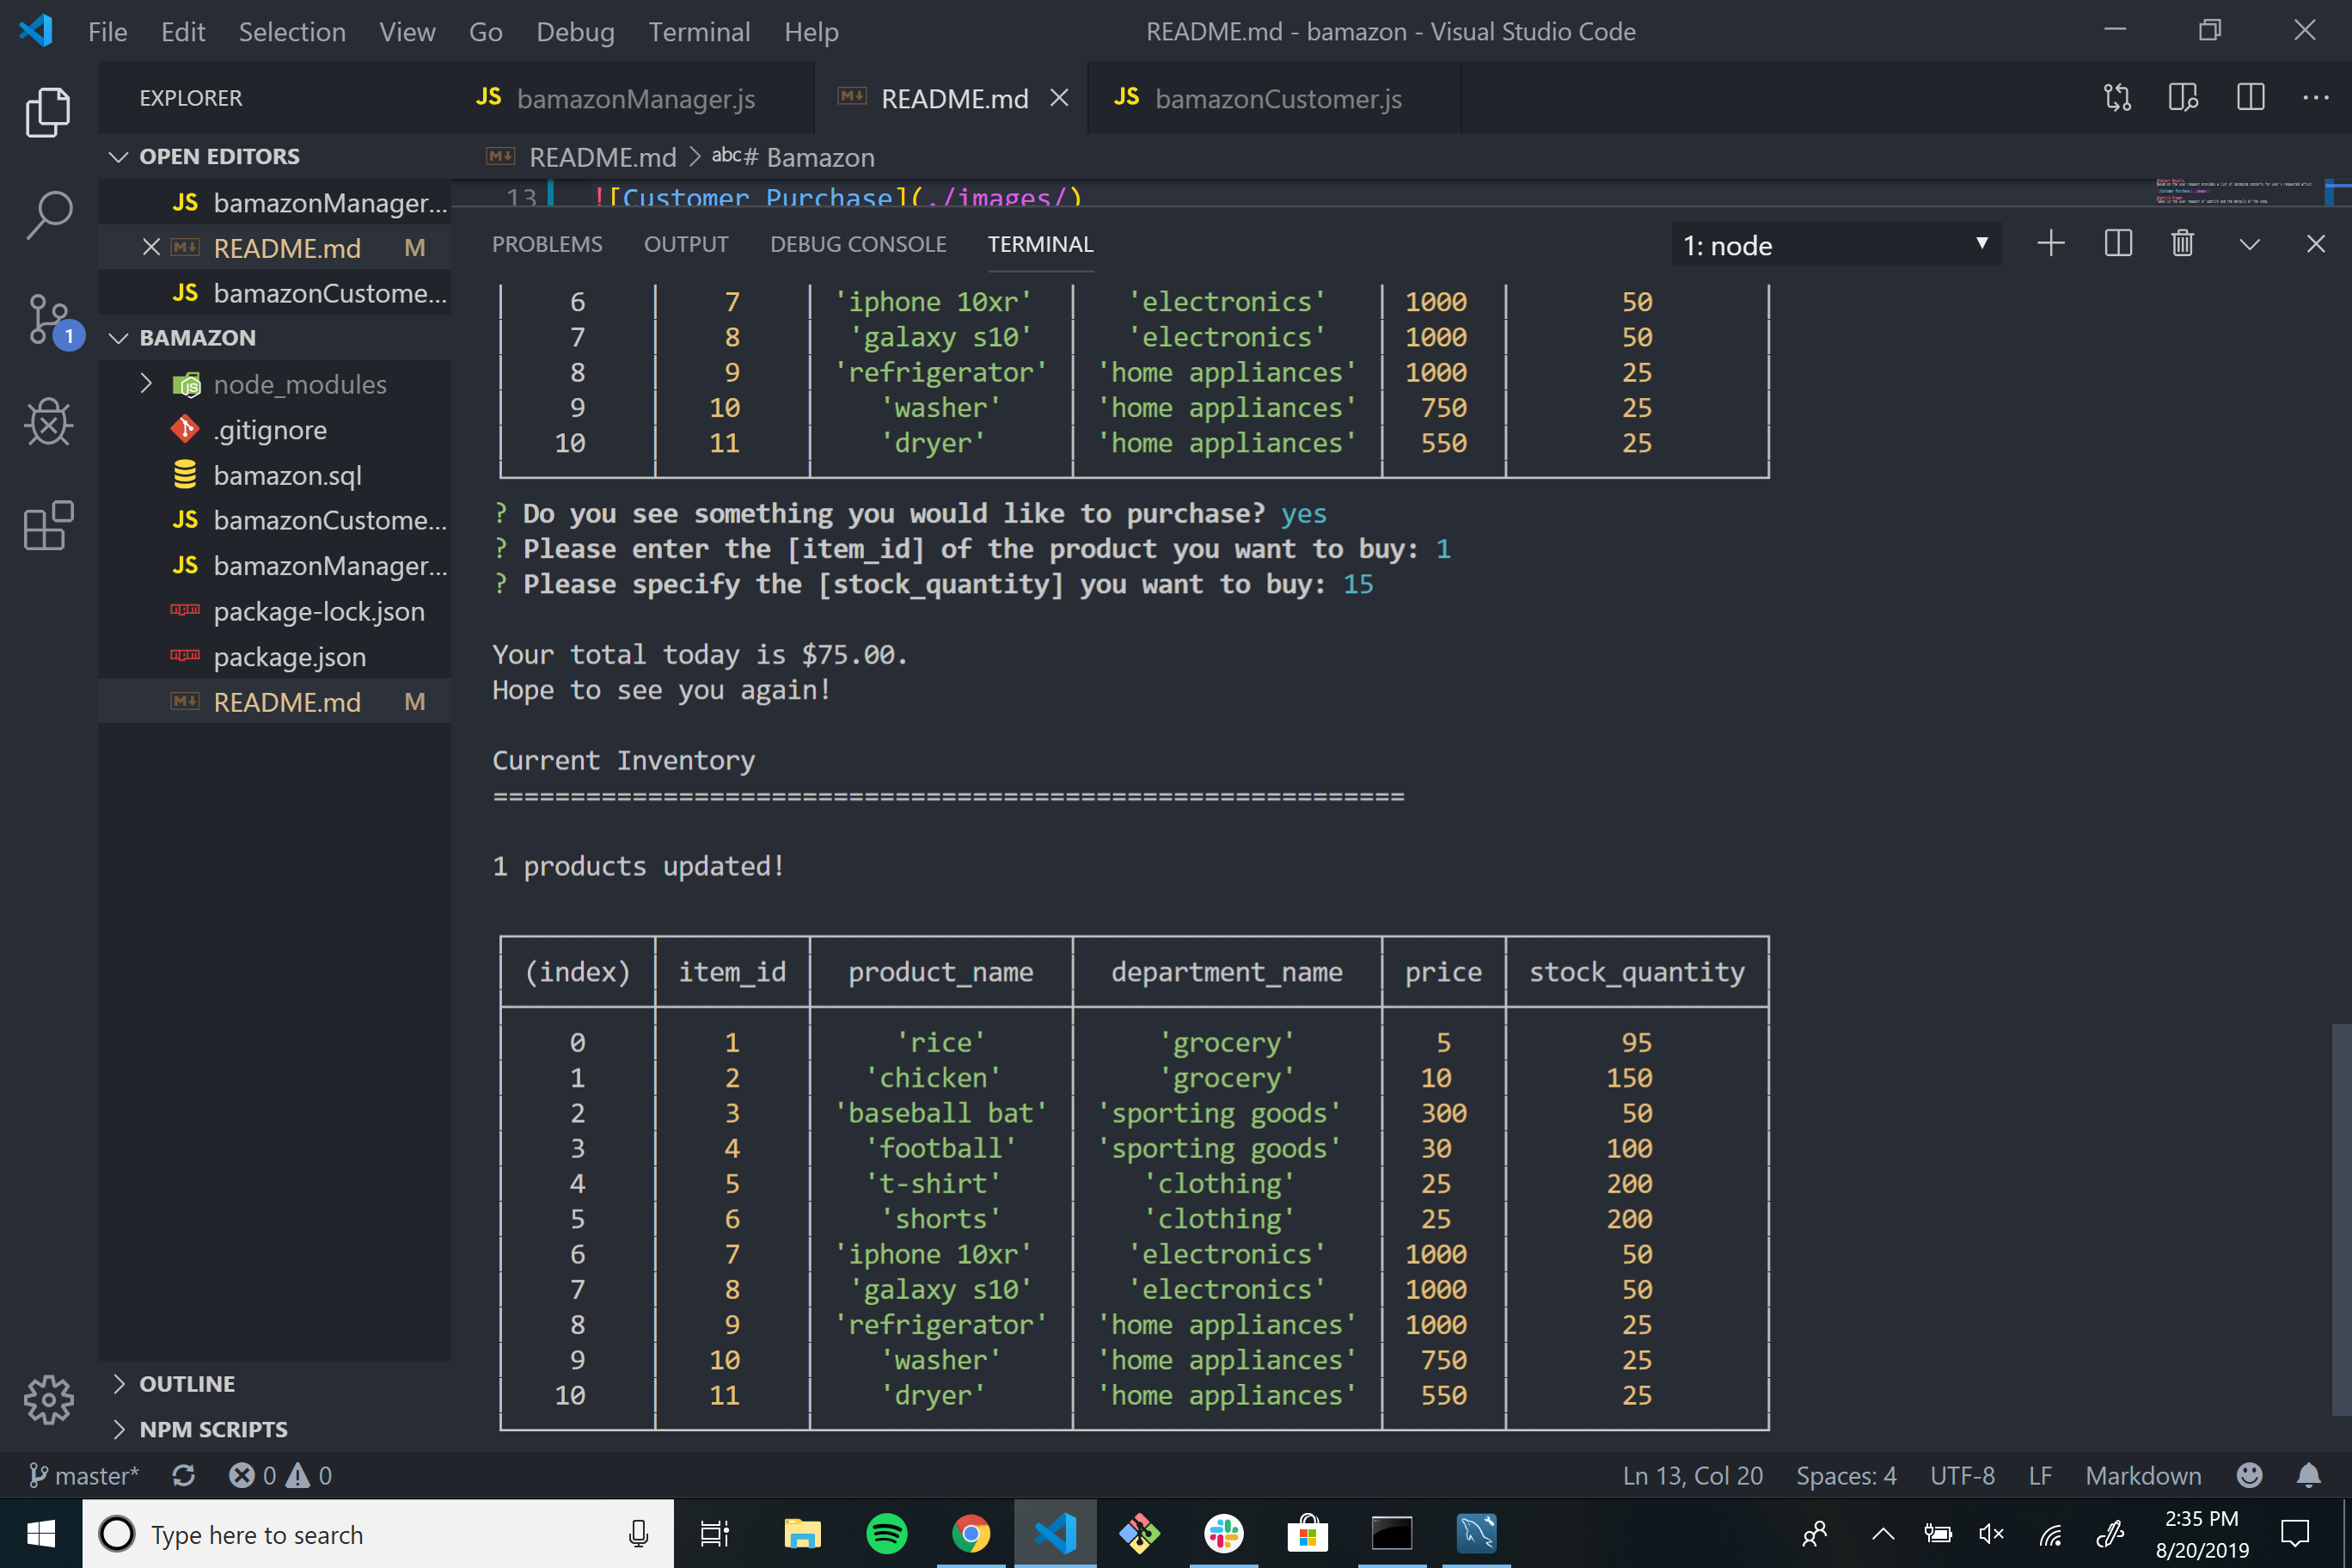 File Edit Selection View Go Debug Terminal Help README.md - bamazon - Visual Studio Code
EXPLORER
JS bamazonManager.js
README.md
JS bamazonCustomer.js
OPEN EDITORS
JS bamazonManager...
README.md M
JS bamazonCustome...
BAMAZON
node_modules
.gitignore
bamazon.sql
JS bamazonCustome...
JS bamazonManager...
package-lock.json
package.json
README.md M
OUTLINE
NPM SCRIPTS
1
README.md > abc # Bamazon
13 ![Customer Purchase](./images/)
PROBLEMS OUTPUT DEBUG CONSOLE TERMINAL 1: node
6 7 'iphone 10xr' 'electronics' 1000 50
7 8 'galaxy s10' 'electronics' 1000 50
8 9 'refrigerator' 'home appliances' 1000 25
9 10 'washer' 'home appliances' 750 25
10 11 'dryer' 'home appliances' 550 25
? Do you see something you would like to purchase? yes
? Please enter the [item_id] of the product you want to buy: 1
? Please specify the [stock_quantity] you want to buy: 15
Your total today is $75.00.
Hope to see you again!
Current Inventory
===========================================================
1 products updated!
(index) item_id product_name department_name price stock_quantity
0 1 'rice' 'grocery' 5 95
1 2 'chicken' 'grocery' 10 150
2 3 'baseball bat' 'sporting goods' 300 50
3 4 'football' 'sporting goods' 30 100
4 5 't-shirt' 'clothing' 25 200
5 6 'shorts' 'clothing' 25 200
6 7 'iphone 10xr' 'electronics' 1000 50
7 8 'galaxy s10' 'electronics' 1000 50
8 9 'refrigerator' 'home appliances' 1000 25
9 10 'washer' 'home appliances' 750 25
10 11 'dryer' 'home appliances' 550 25
master* 0 0 Ln 13, Col 20 Spaces: 4 UTF-8 LF Markdown
Type here to search
2:35 PM
8/20/2019